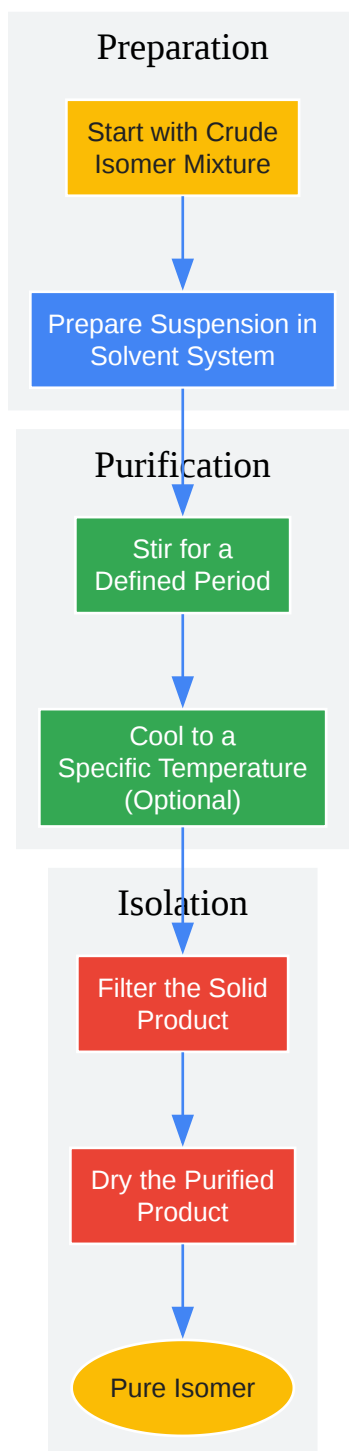 Preparation
Start with Crude
Isomer Mixture
Prepare Suspension in
Solvent System
Purification
Stir for a
Defined Period
Cool to a
Specific Temperature
(Optional)
Isolation
Filter the Solid
Product
Dry the Purified
Product
Pure Isomer